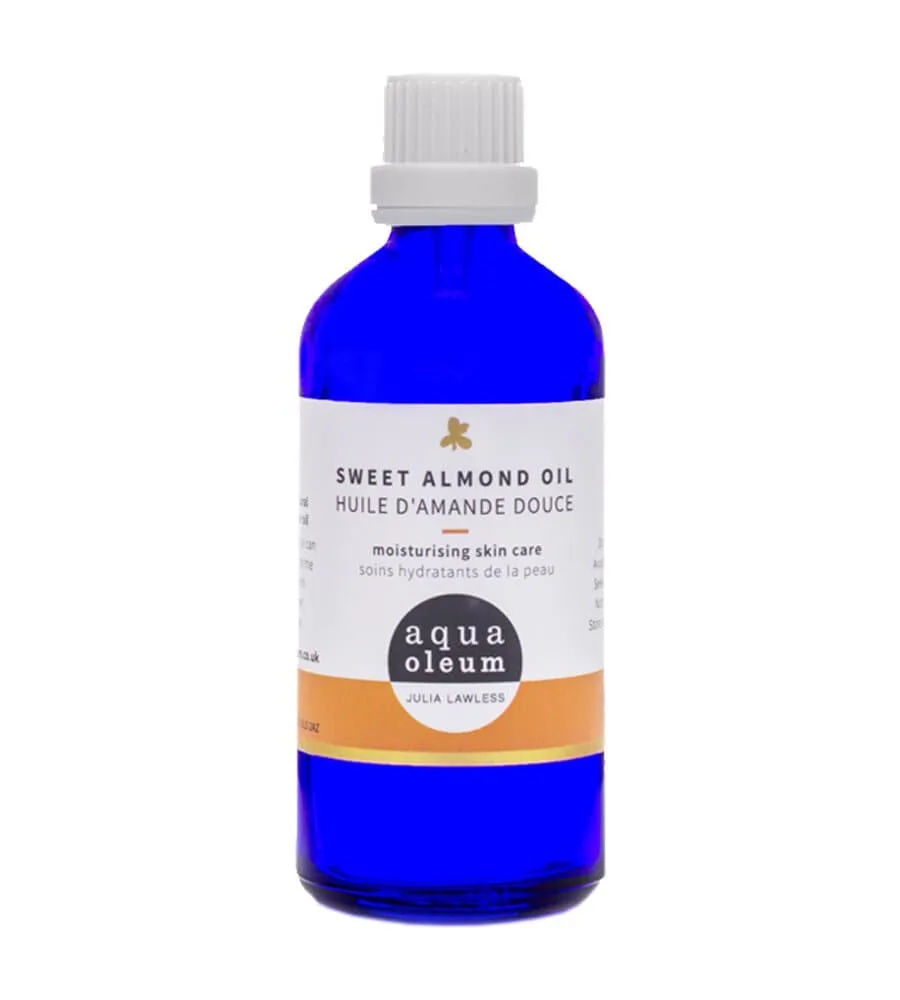 SWEET ALMOND OIL
HUILE D'AMANDE DOUCE
moisturising skin care
soins hydratants de la peau
aqua
oleum
JULIA LAWLESS